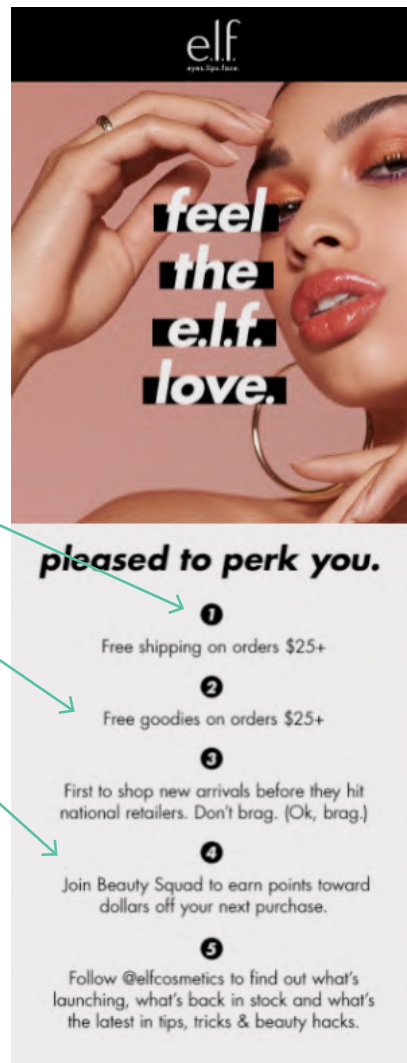 e.l.f.
eyes.lips.face.
feel
the
e.l.f.
love.
pleased to perk you.
1
Free shipping on orders $25+
2
Free goodies on orders $25+
3
First to shop new arrivals before they hit
national retailers. Don't brag. (Ok, brag.)
4
Join Beauty Squad to earn points toward
dollars off your next purchase.
5
Follow @elfcosmetics to find out what's
launching, what's back in stock and what's
the latest in tips, tricks & beauty hacks.